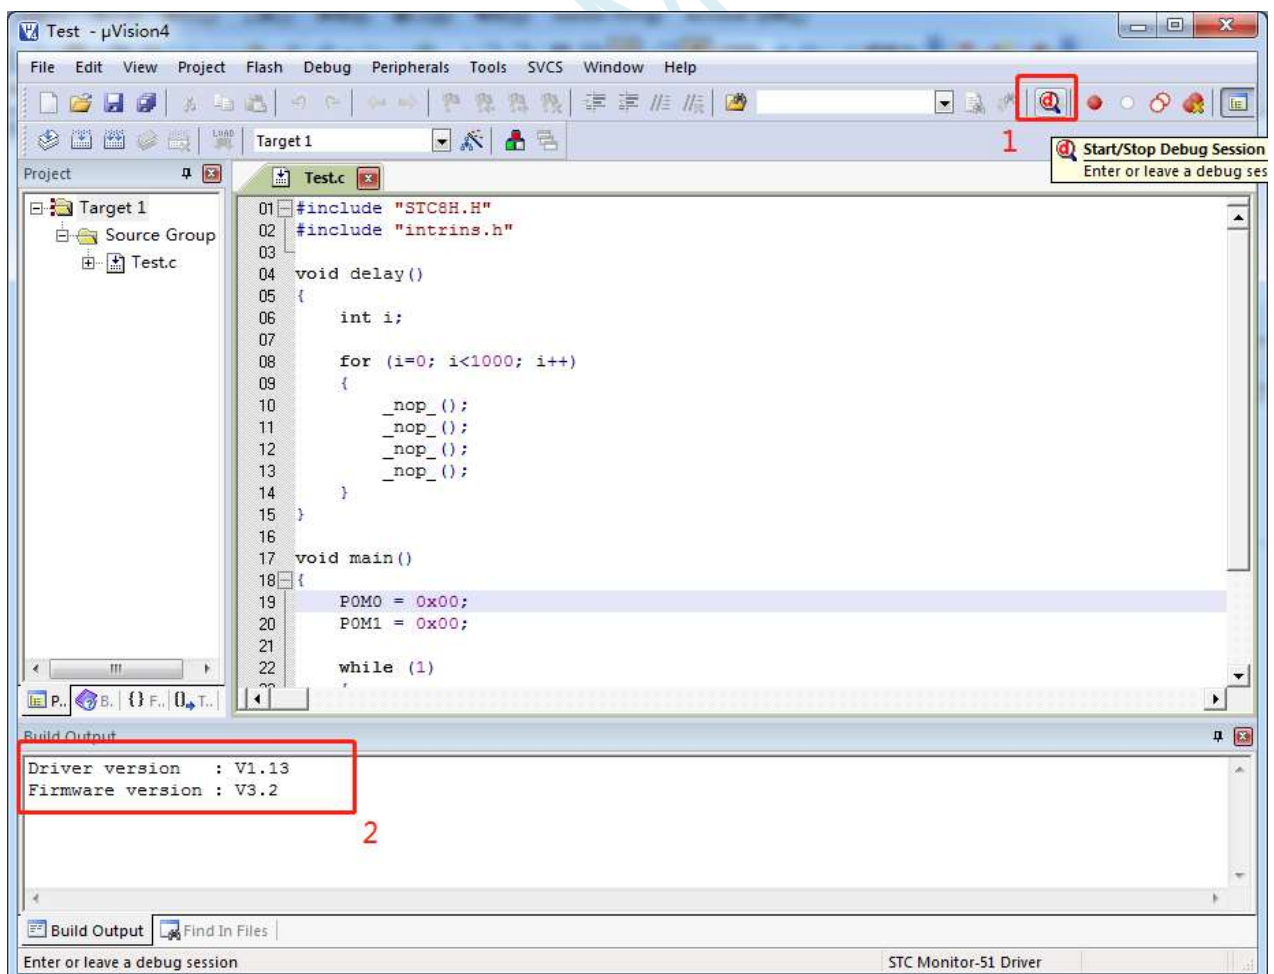 Test - µVision4
File Edit View Project Flash Debug Peripherals Tools SVCS Window Help
Target 1
1
Start/Stop Debug Session
Enter or leave a debug ses
Project
Test.c
Target 1
Source Group
Test.c
01 #include "STC8H.H"
02 #include "intrins.h"
03
04 void delay()
05 {
06 int i;
07
08 for (i=0; i<1000; i++)
09 {
10 _nop_();
11 _nop_();
12 _nop_();
13 _nop_();
14 }
15 }
16
17 void main()
18 {
19 P0M0 = 0x00;
20 P0M1 = 0x00;
21
22 while (1)
P.. B. {} F.. 0 T..
Build Output
Driver version : V1.13
Firmware version : V3.2
2
Build Output Find In Files
Enter or leave a debug session STC Monitor-51 Driver